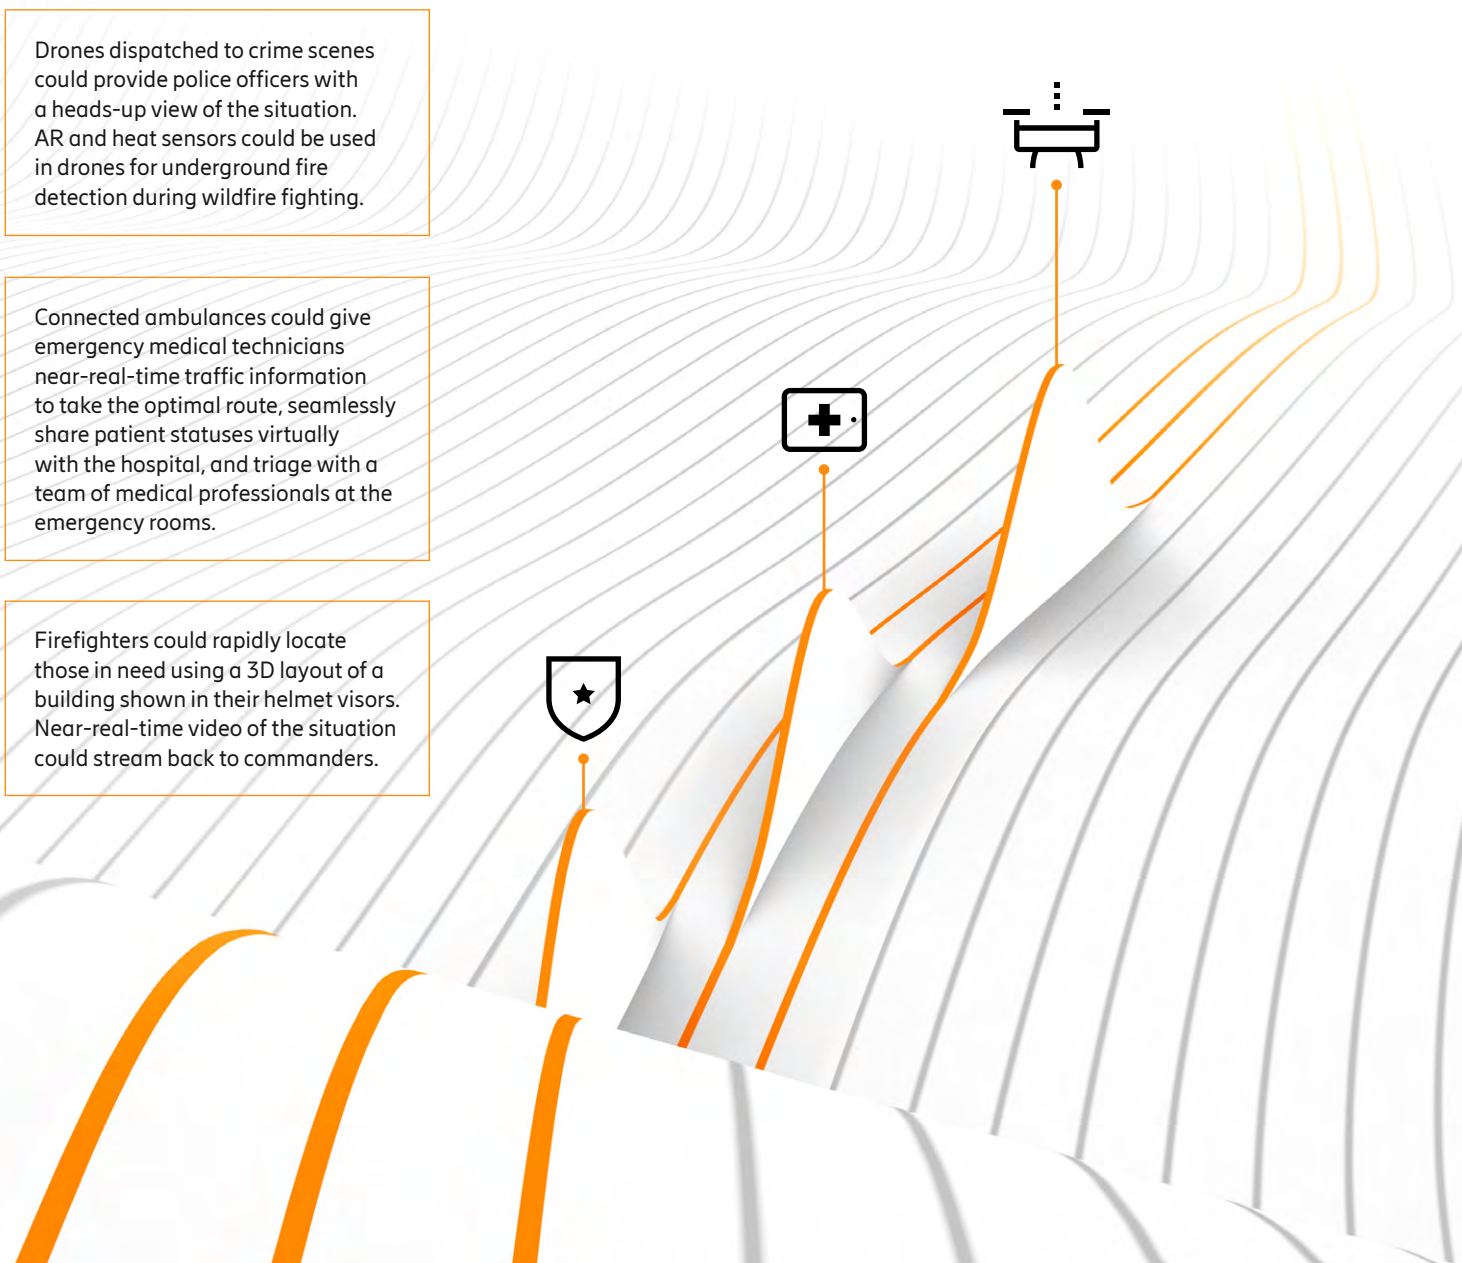 Drones dispatched to crime scenes
could provide police officers with
a heads-up view of the situation.
AR and heat sensors could be used
in drones for underground fire
detection during wildfire fighting.
Connected ambulances could give
emergency medical technicians
near-real-time traffic information
to take the optimal route, seamlessly
share patient statuses virtually
with the hospital, and triage with a
team of medical professionals at the
emergency rooms.
Firefighters could rapidly locate
those in need using a 3D layout of a
building shown in their helmet visors.
Near-real-time video of the situation
could stream back to commanders.